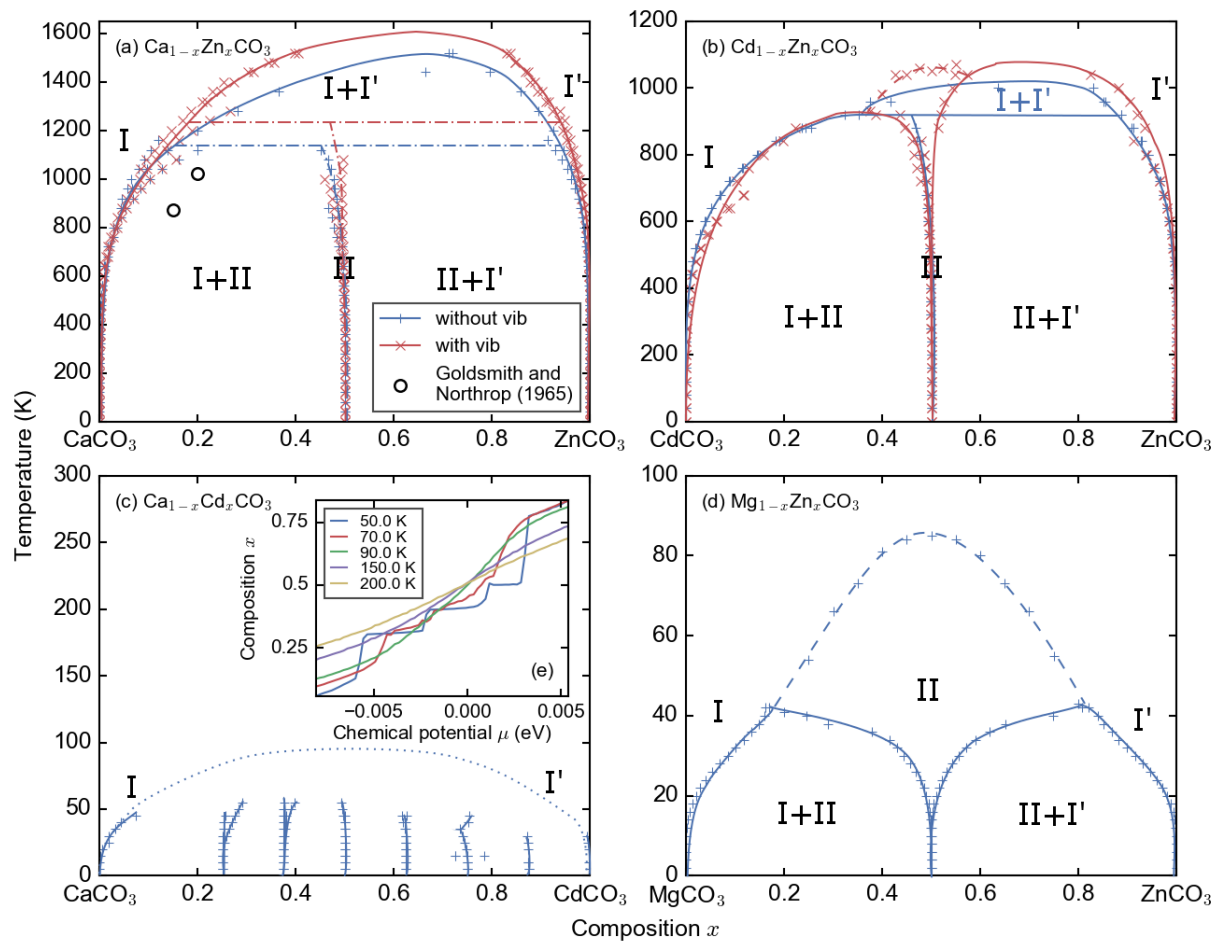 Temperature (K)
(a) Ca1−xZnxCO3
1600
1400
1200
1000
800
600
400
200
0
I
I+I'
I'
I+II
II
II+I'
without vib
with vib
Goldsmith and
Northrop (1965)
CaCO3 0.2 0.4 0.6 0.8 ZnCO3
(b) Cd1−xZnxCO3
1200
1000
800
600
400
200
0
I
I+I'
I'
I+II
II
II+I'
CdCO3 0.2 0.4 0.6 0.8 ZnCO3
(c) Ca1−xCdxCO3
300
250
200
150
100
50
0
I
I'
CaCO3 0.2 0.4 0.6 0.8 CdCO3
50.0 K
70.0 K
90.0 K
150.0 K
200.0 K
Composition x
0.75
0.5
0.25
(e)
−0.005 0.000 0.005
Chemical potential μ (eV)
(d) Mg1−xZnxCO3
100
80
60
40
20
0
I
II
I'
I+II
II+I'
MgCO3 0.2 0.4 0.6 0.8 ZnCO3
Composition x